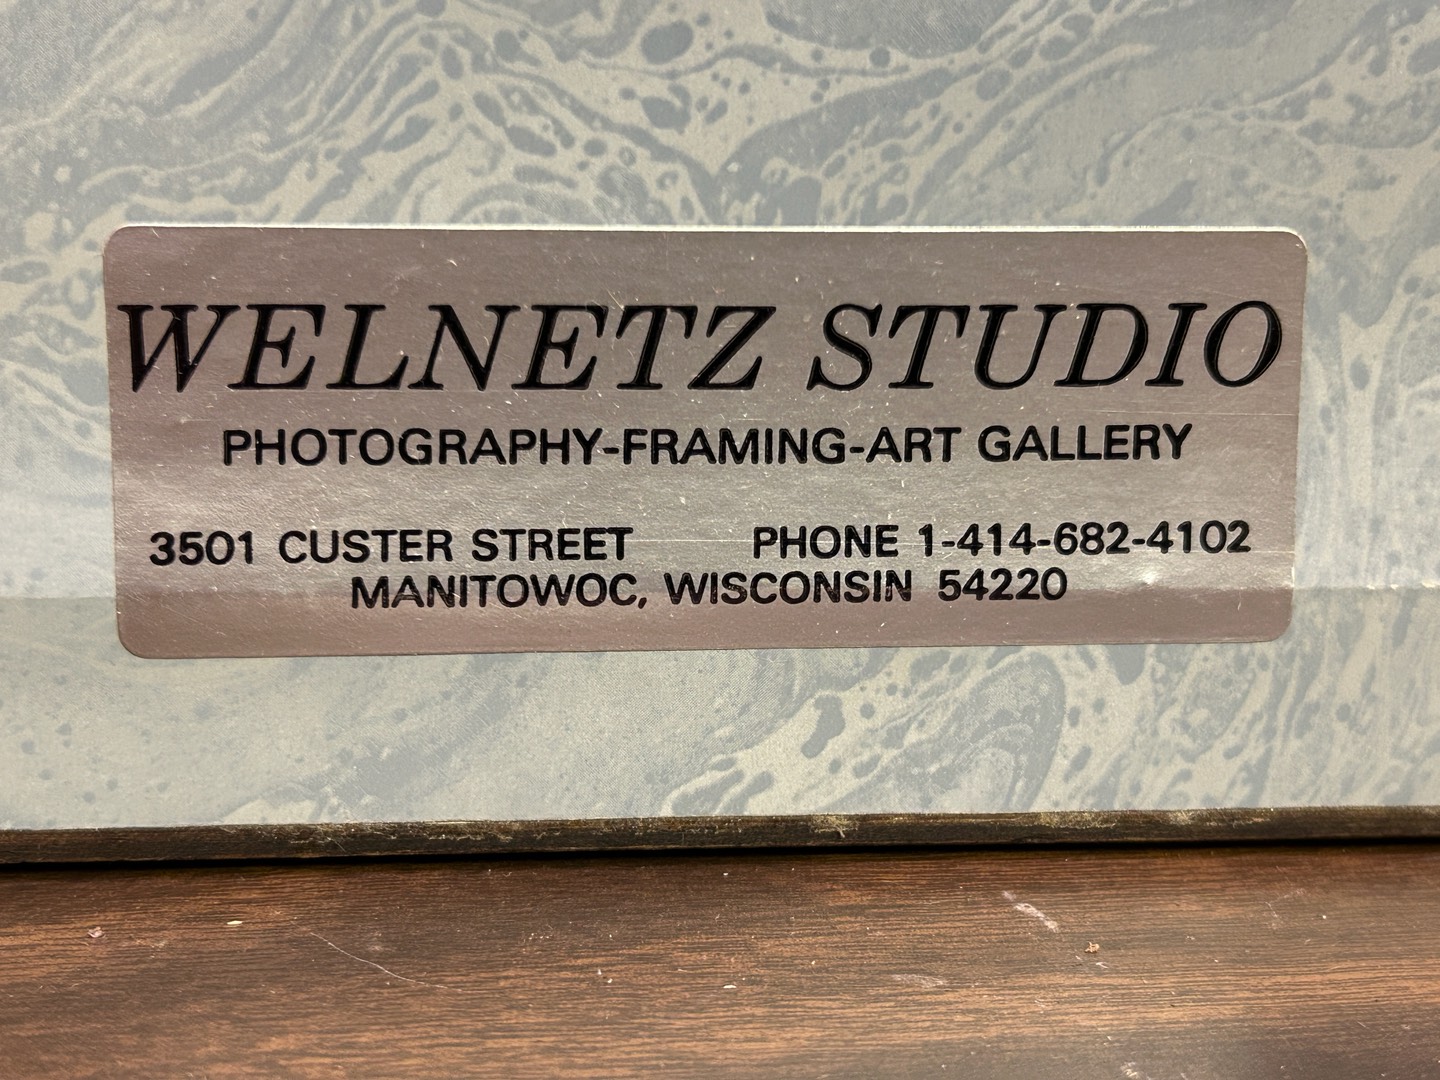 WELNETZ STUDIO
PHOTOGRAPHY-FRAMING-ART GALLERY
3501 CUSTER STREET PHONE 1-414-682-4102
MANITOWOC, WISCONSIN 54220